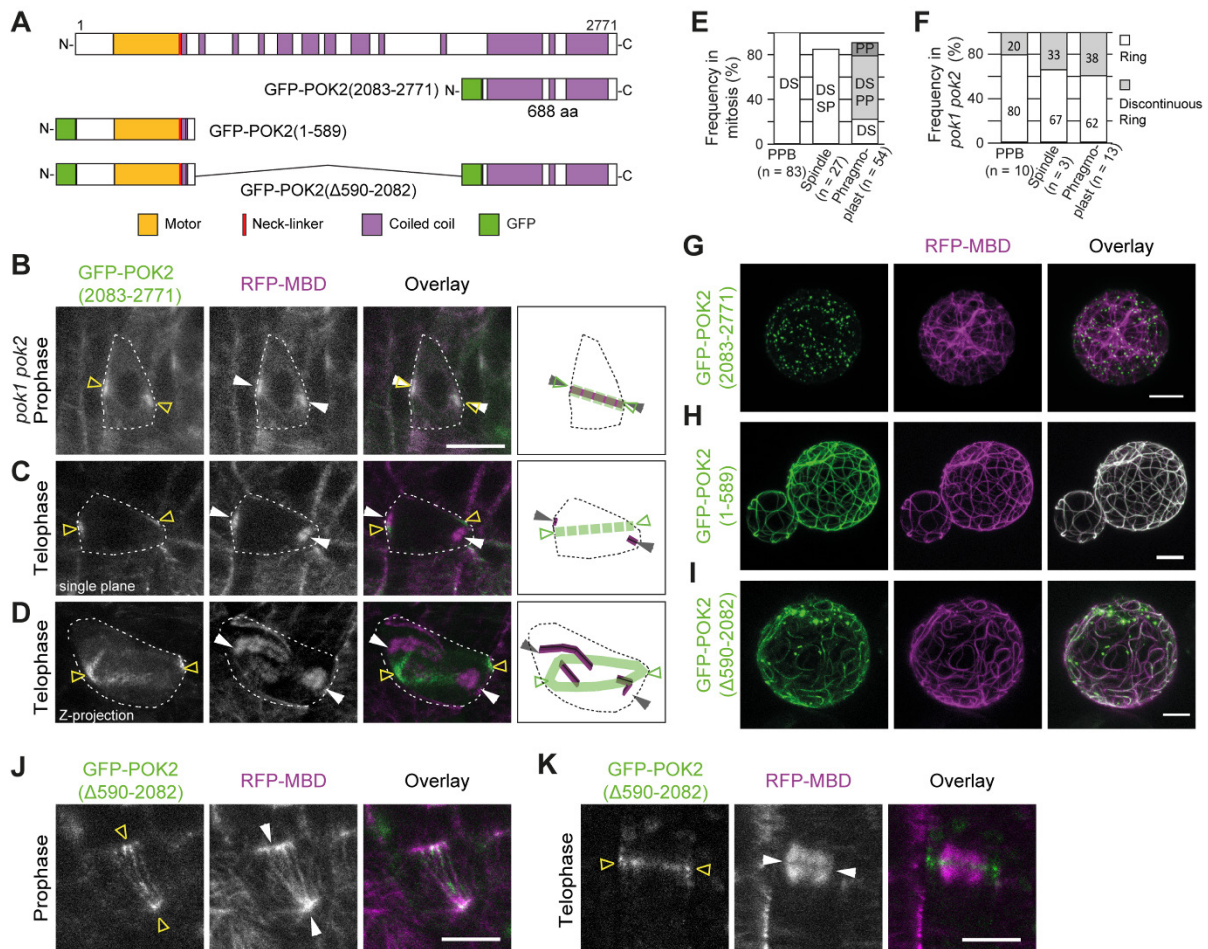 A
1
2771
N-
-C
GFP-POK2(2083-2771)
N-
-C
688 aa
N-
GFP-POK2(1-589)
N-
-C
GFP-POK2(Δ590-2082)
Motor
Neck-linker
Coiled coil
GFP
B
GFP-POK2
(2083-2771)
RFP-MBD
Overlay
pok1 pok2
Prophase
C
Telophase
single plane
D
Telophase
Z-projection
E
Frequency in
mitosis (%)
80
40
0
DS
DS
SP
PP
DS
PP
DS
PPB
(n = 83)
Spindle
(n = 27)
Phragmo-
plast (n = 54)
F
Frequency in
pok1 pok2 (%)
80
40
0
20
80
33
67
38
62
PPB
(n = 10)
Spindle
(n = 3)
Phragmo-
plast (n = 13)
Ring
Discontinuous
Ring
G
RFP-MBD
Overlay
GFP-POK2
(2083-2771)
H
GFP-POK2
(1-589)
I
GFP-POK2
(Δ590-2082)
J
GFP-POK2
(Δ590-2082)
RFP-MBD
Overlay
Prophase
K
GFP-POK2
(Δ590-2082)
RFP-MBD
Overlay
Telophase